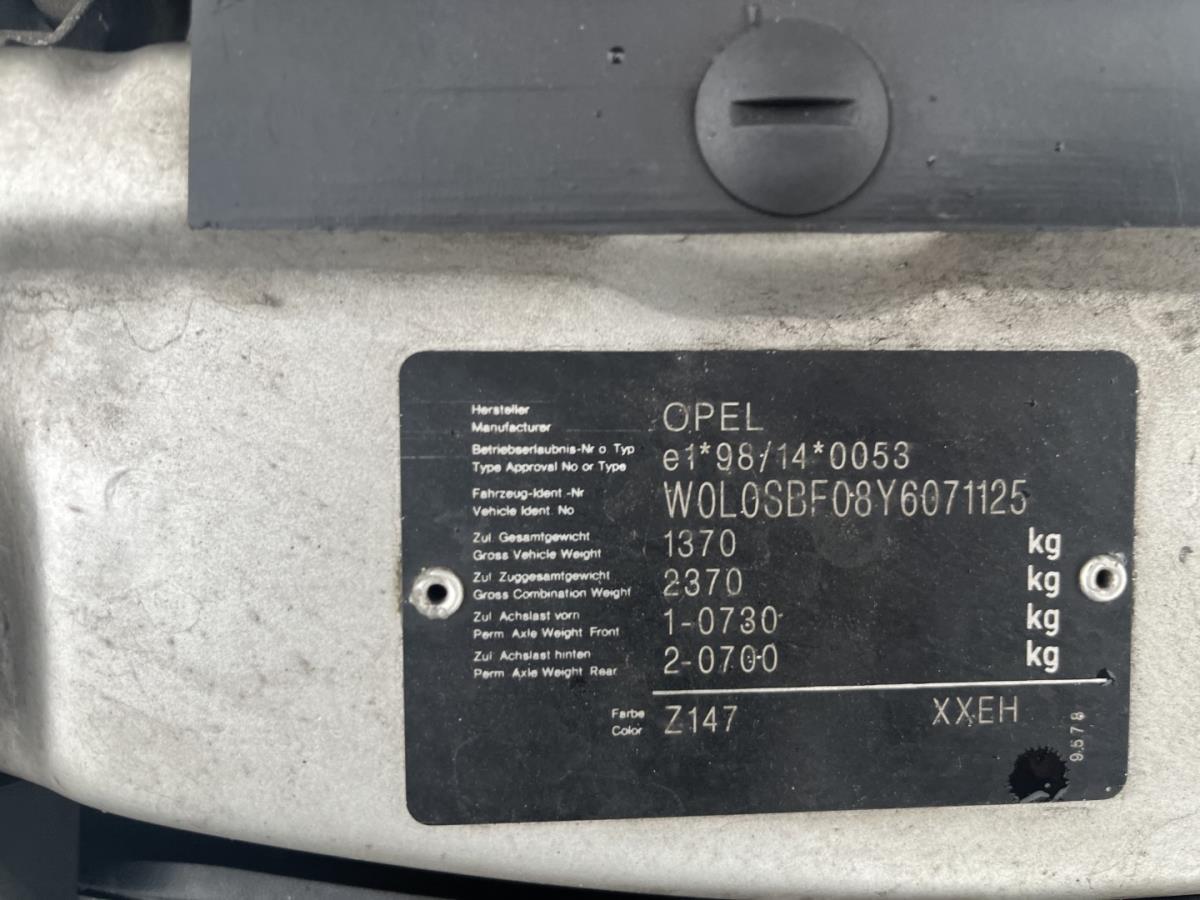 Hersteller
Manufacturer OPEL
Betriebserlaubnis-Nr o. Typ
Type Approval No or Type e1*98/14*0053
Fahrzeug-Ident.-Nr
Vehicle Ident. No W0L0SBF08Y6071125
Zul. Gesamtgewicht
Gross Vehicle Weight 1370 kg
Zul Zuggesamtgewicht
Gross Combination Weight 2370 kg
Zul Achslast vorn
Perm Axle Weight Front 1-0730 kg
Zul Achslast hinten
Perm Axle Weight Rear 2-0700 kg
Farbe
Color Z147 XXEH
9578